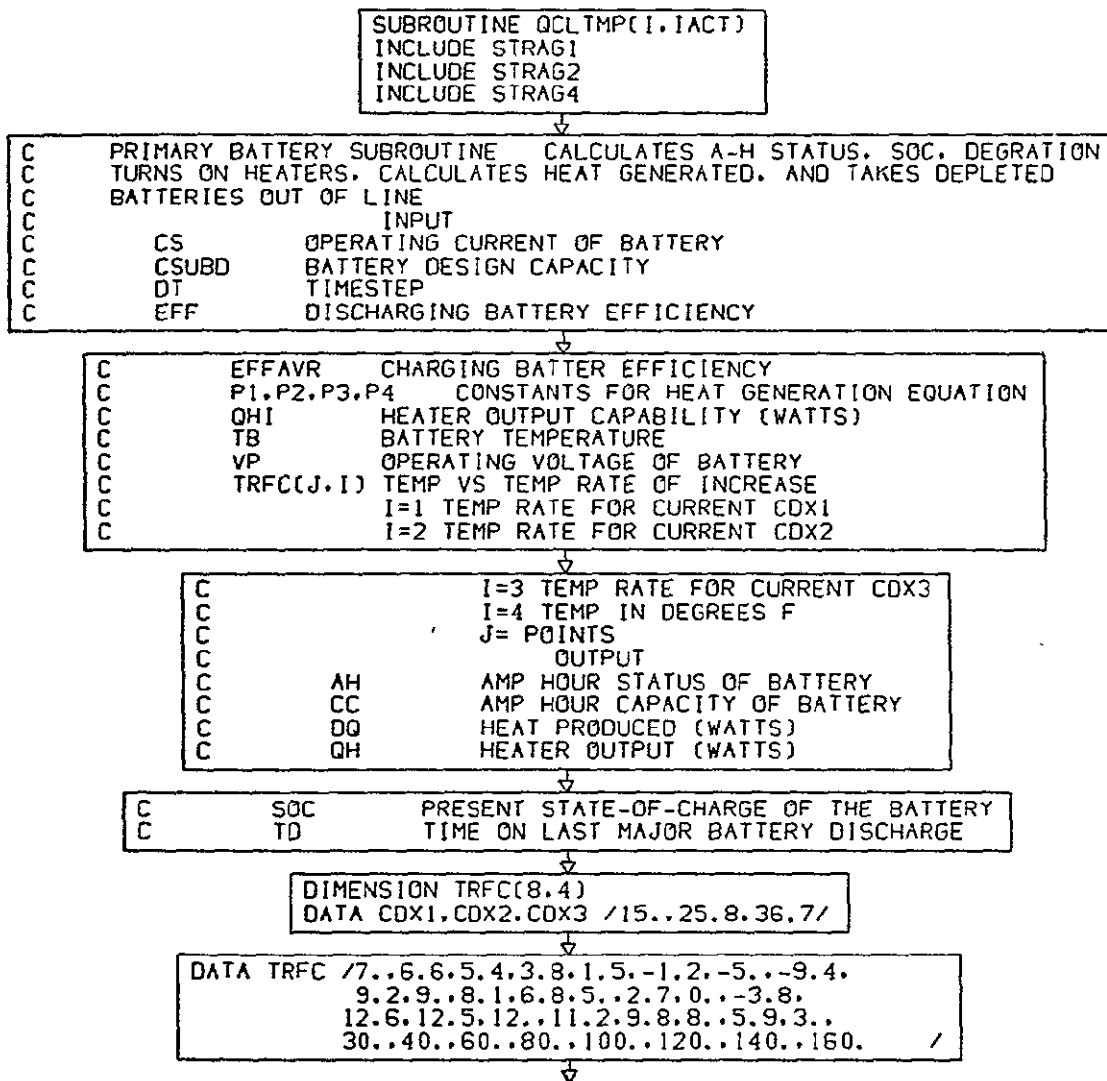 SUBROUTINE QCLTMP(I,IACT)
INCLUDE STRAG1
INCLUDE STRAG2
INCLUDE STRAG4
C PRIMARY BATTERY SUBROUTINE CALCULATES A-H STATUS, SOC, DEGRATION
C TURNS ON HEATERS, CALCULATES HEAT GENERATED, AND TAKES DEPLETED
C BATTERIES OUT OF LINE
C INPUT
C CS OPERATING CURRENT OF BATTERY
C CSUBD BATTERY DESIGN CAPACITY
C DT TIMESTEP
C EFF DISCHARGING BATTERY EFFICIENCY
C EFFAVR CHARGING BATTER EFFICIENCY
C P1,P2,P3,P4 CONSTANTS FOR HEAT GENERATION EQUATION
C QHI HEATER OUTPUT CAPABILITY (WATTS)
C TB BATTERY TEMPERATURE
C VP OPERATING VOLTAGE OF BATTERY
C TRFC(J,I) TEMP VS TEMP RATE OF INCREASE
C I=1 TEMP RATE FOR CURRENT CDX1
C I=2 TEMP RATE FOR CURRENT CDX2
C I=3 TEMP RATE FOR CURRENT CDX3
C I=4 TEMP IN DEGREES F
C J= POINTS
C OUTPUT
C AH AMP HOUR STATUS OF BATTERY
C CC AMP HOUR CAPACITY OF BATTERY
C DQ HEAT PRODUCED (WATTS)
C QH HEATER OUTPUT (WATTS)
C SOC PRESENT STATE-OF-CHARGE OF THE BATTERY
C TD TIME ON LAST MAJOR BATTERY DISCHARGE
DIMENSION TRFC(8,4)
DATA CDX1,CDX2,CDX3 /15.,25.8,36.7/
DATA TRFC /7.,6.6,5.4,3.8,1.5,-1.2,-5.,-9.4,
9.2,9.,8.1,6.8,5.,2.7,0.,-3.8,
12.6,12.5,12.,11.2,9.8,8.,5.9,3.,
30.,40.,60.,80.,100.,120.,140.,160. /